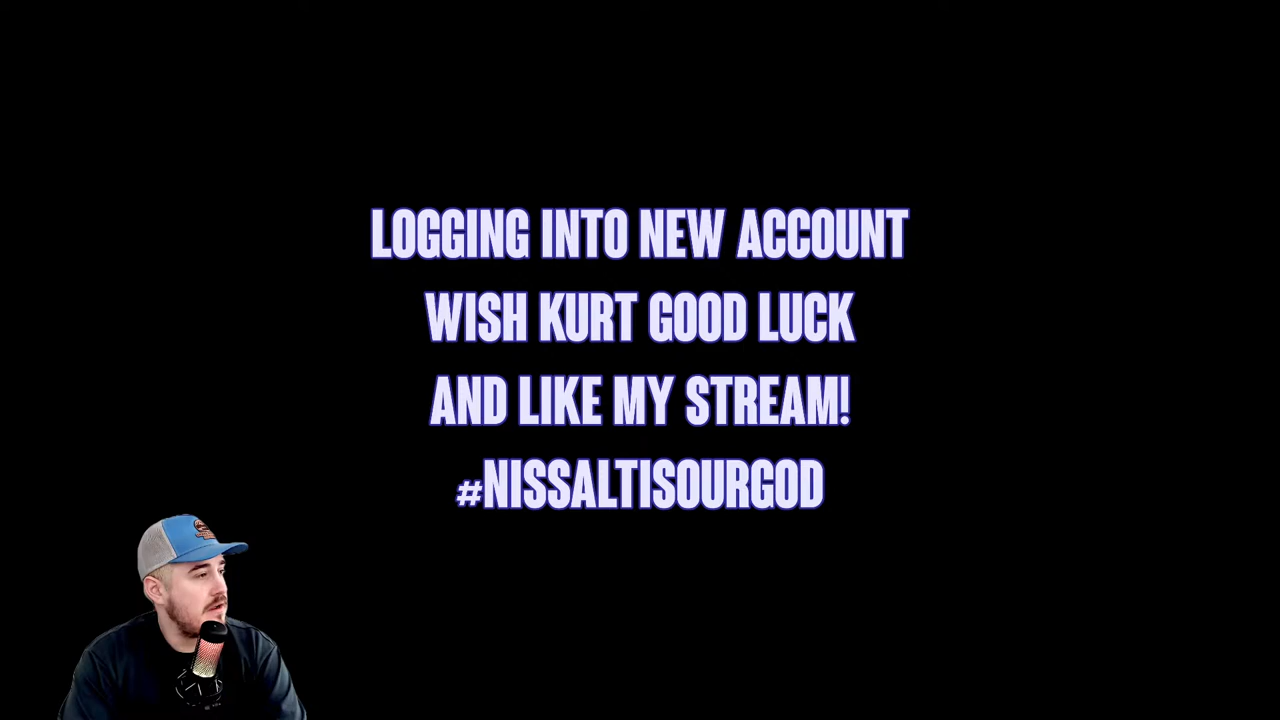 LOGGING INTO NEW ACCOUNT
WISH KURT GOOD LUCK
AND LIKE MY STREAM!
#NISSALTISOURGOD